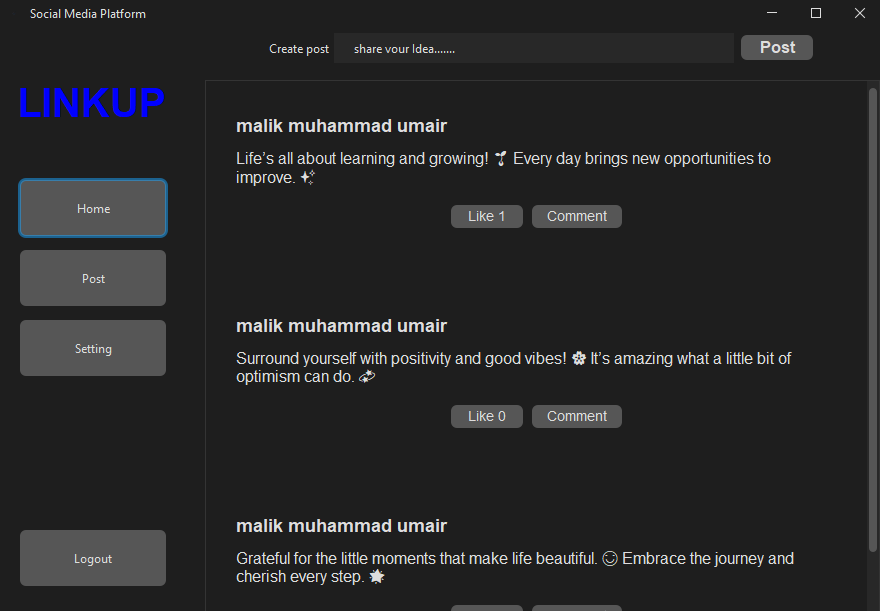 Social Media Platform
Create post share your Idea....... Post
LINKUP
Home
Post
Setting
Logout
malik muhammad umair
Life’s all about learning and growing! 🌱 Every day brings new opportunities to
improve. ✨
Like 1 Comment
malik muhammad umair
Surround yourself with positivity and good vibes! 🌸 It’s amazing what a little bit of
optimism can do. 💫
Like 0 Comment
malik muhammad umair
Grateful for the little moments that make life beautiful. 😊 Embrace the journey and
cherish every step. 🌟